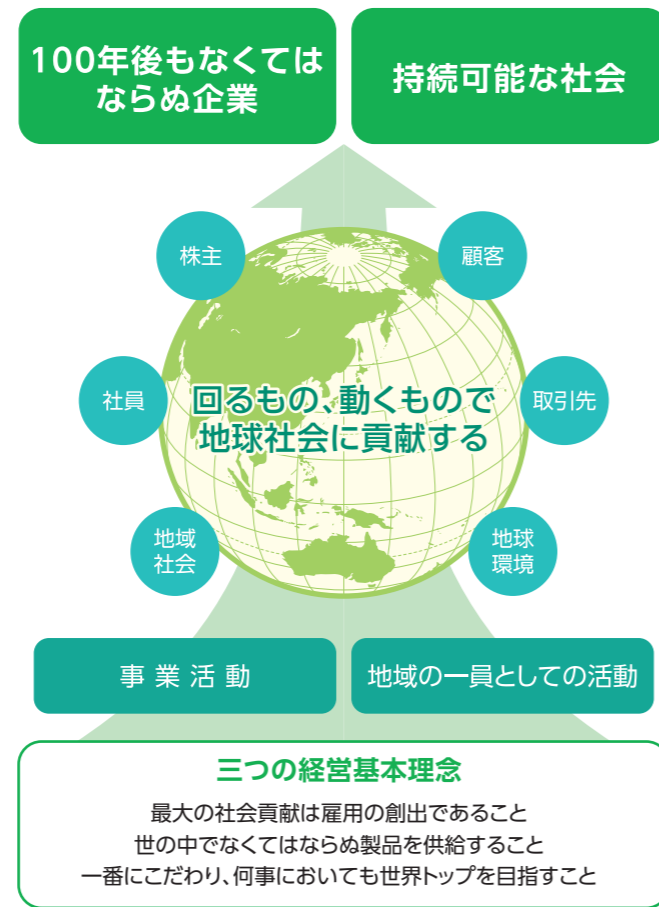 100年後もなくては
ならぬ企業
持続可能な社会
株主
顧客
社員
回るもの、動くもので
地球社会に貢献する
取引先
地域
社会
地球
環境
事業活動
地域の一員としての活動
三つの経営基本理念
最大の社会貢献は雇用の創出であること
世の中でなくてはならぬ製品を供給すること
一番にこだわり、何事においても世界トップを目指すこと